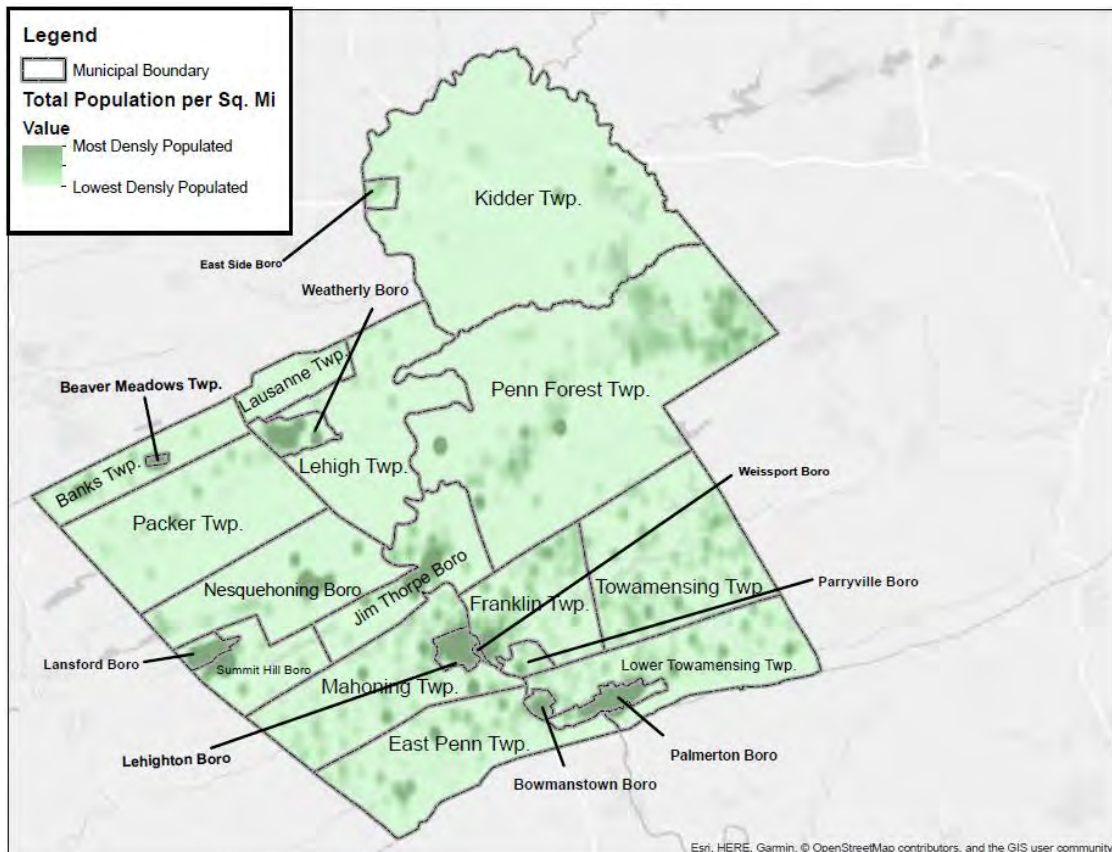 Legend
Municipal Boundary
Total Population per Sq. Mi
Value
Most Densly Populated
Lowest Densly Populated
Kidder Twp.
East Side Boro
Weatherly Boro
Lausanne Twp.
Beaver Meadows Twp.
Penn Forest Twp.
Weissport Boro
Banks Twp.
Lehigh Twp.
Packer Twp.
Nesquehoning Boro
Jim Thorpe Boro
Franklin Twp.
Towamensing Twp
Parryville Boro
Lansford Boro
Summit Hill Boro
Lower Towamensing Twp.
Mahoning Twp.
Lehighton Boro
East Penn Twp.
Palmerton Boro
Bowmanstown Boro
Esri, HERE, Garmin, © OpenStreetMap contributors, and the GIS user community